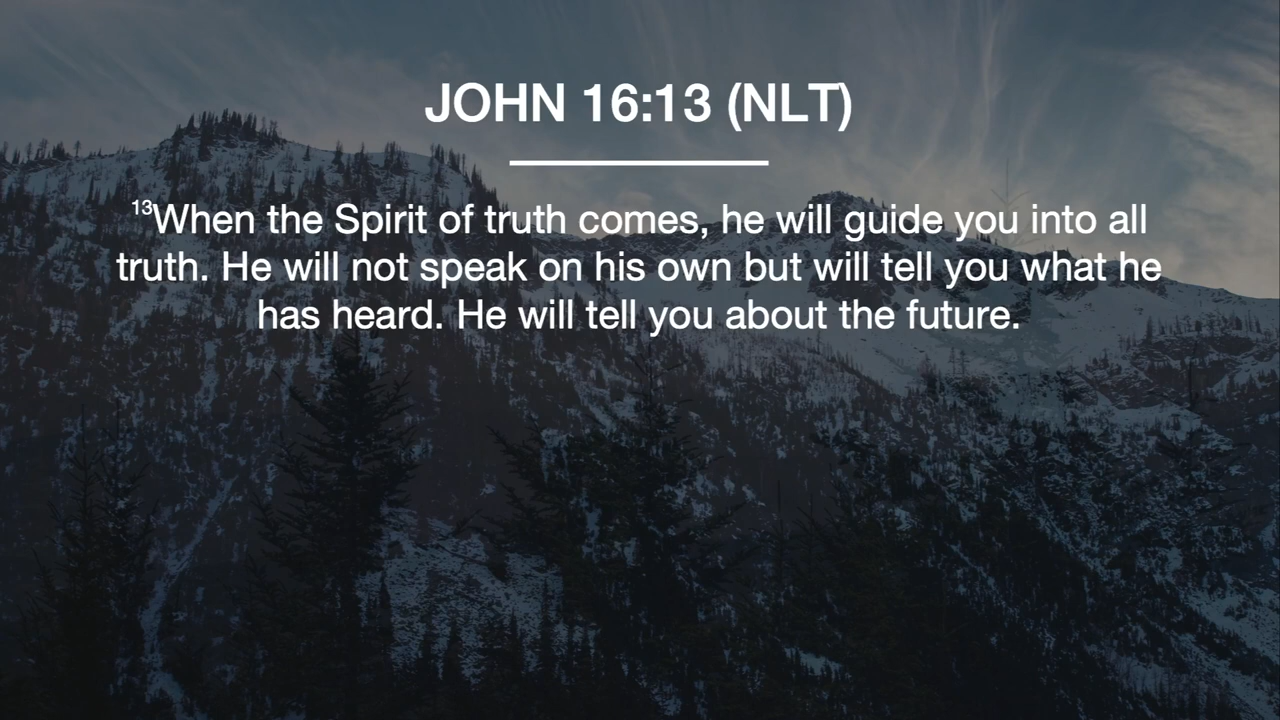 JOHN 16:13 (NLT)
13When the Spirit of truth comes, he will guide you into all
truth. He will not speak on his own but will tell you what he
has heard. He will tell you about the future.